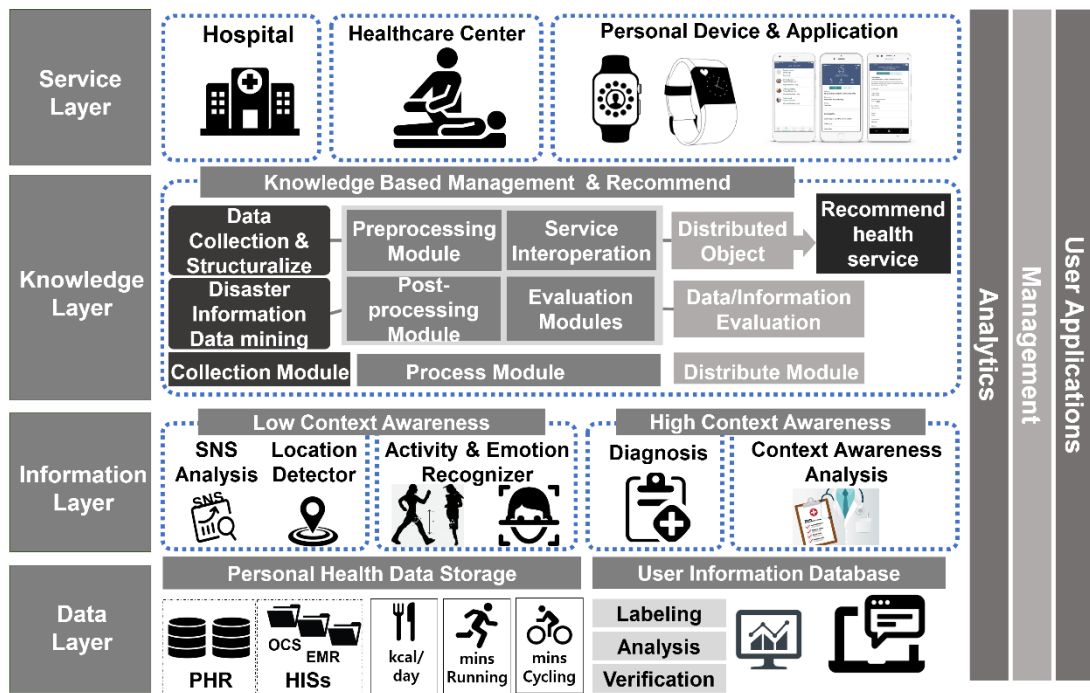 Service
Layer
Hospital
Healthcare Center
Personal Device & Application
Knowledge
Layer
Knowledge Based Management & Recommend
Data
Collection &
Structuralize
Preprocessing
Module
Service
Interoperation
Distributed
Object
Recommend
health
service
Disaster
Information
Data mining
Post-
processing
Module
Evaluation
Modules
Data/Information
Evaluation
Collection Module
Process Module
Distribute Module
Information
Layer
Low Context Awareness
High Context Awareness
SNS
Analysis
SNS
Location
Detector
Activity & Emotion
Recognizer
Diagnosis
Context Awareness
Analysis
Data
Layer
Personal Health Data Storage
User Information Database
PHR
OCS
EMR
HISs
kcal/
day
mins
Running
mins
Cycling
Labeling
Analysis
Verification
Analytics
Management
User Applications